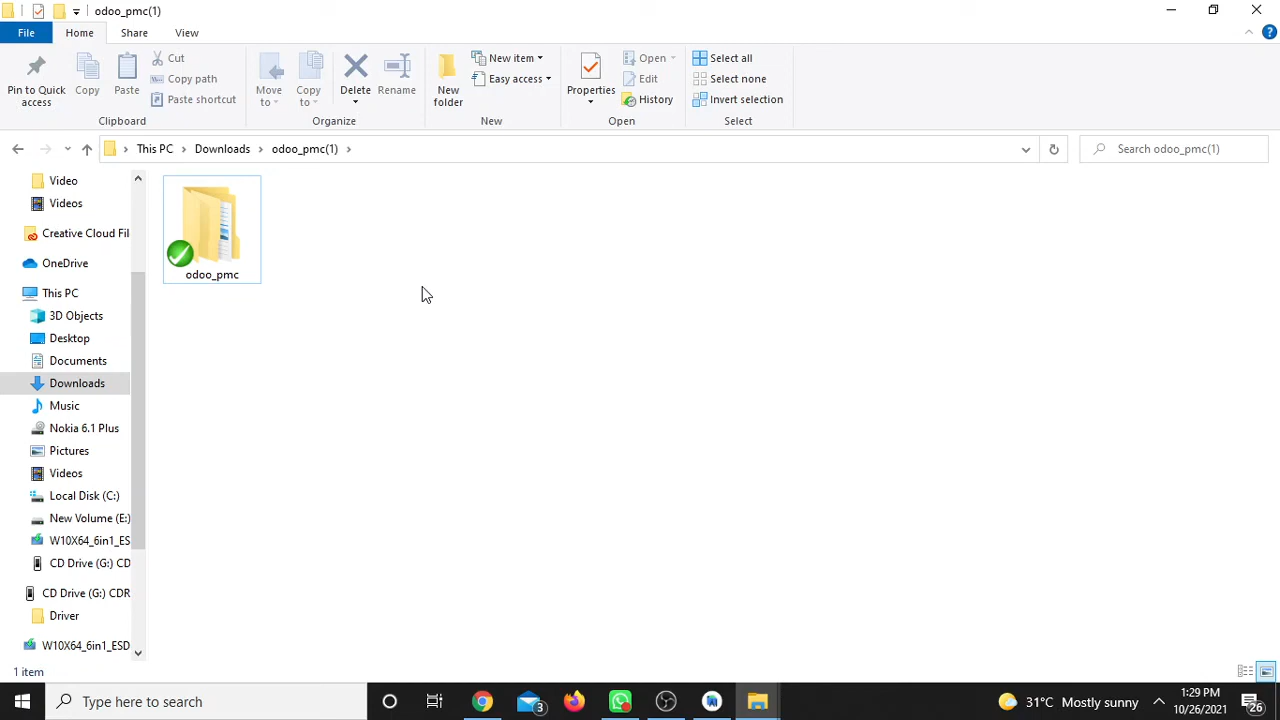 odoo_pmc(1)
File Home Share View
Pin to Quick access
Copy
Paste
Cut
Copy path
Paste shortcut
Clipboard
Move to
Copy to
Delete
Rename
Organize
New folder
New item
Easy access
New
Properties
Open
Edit
History
Open
Select all
Select none
Invert selection
Select
This PC Downloads odoo_pmc(1)
Search odoo_pmc(1)
Video
Videos
Creative Cloud Fil
OneDrive
This PC
3D Objects
Desktop
Documents
Downloads
Music
Nokia 6.1 Plus
Pictures
Videos
Local Disk (C:)
New Volume (E:)
W10X64_6in1_ES
CD Drive (G:) CD
CD Drive (G:) CDR
Driver
W10X64_6in1_ESD
odoo_pmc
1 item
Type here to search
3
31°C Mostly sunny
1:29 PM
10/26/2021
26